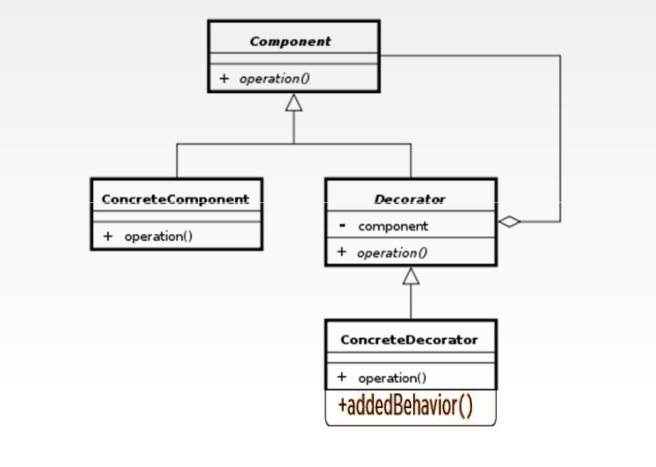 Component
+ operation()
ConcreteComponent
+ operation()
Decorator
- component
+ operation()
ConcreteDecorator
+ operation()
+addedBehavior()